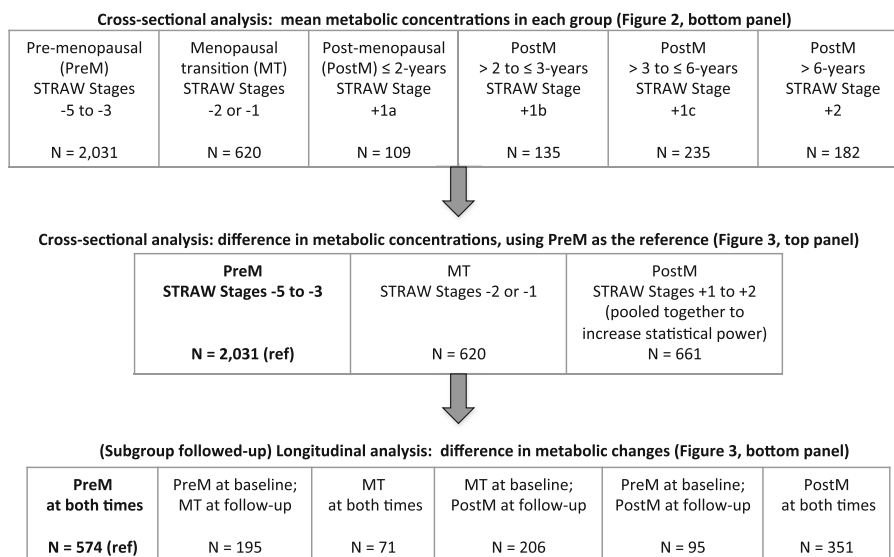 Cross-sectional analysis:  mean metabolic concentrations in each group (Figure 2, bottom panel)
Pre-menopausal
(PreM)
STRAW Stages
-5 to -3
N = 2,031
Menopausal
transition (MT)
STRAW Stages
-2 or -1
N = 620
Post-menopausal
(PostM) ≤ 2-years
STRAW Stage
+1a
N = 109
PostM
> 2 to ≤ 3-years
STRAW Stage
+1b
N = 135
PostM
> 3 to ≤ 6-years
STRAW Stage
+1c
N = 235
PostM
> 6-years
STRAW Stage
+2
N = 182
Cross-sectional analysis: difference in metabolic concentrations, using PreM as the reference (Figure 3, top panel)
PreM
STRAW Stages -5 to -3
N = 2,031 (ref)
MT
STRAW Stages -2 or -1
N = 620
PostM
STRAW Stages +1 to +2
(pooled together to
increase statistical power)
N = 661
(Subgroup followed-up) Longitudinal analysis:  difference in metabolic changes (Figure 3, bottom panel)
PreM
at both times
N = 574 (ref)
PreM at baseline;
MT at follow-up
N = 195
MT
at both times
N = 71
MT at baseline;
PostM at follow-up
N = 206
PreM at baseline;
PostM at follow-up
N = 95
PostM
at both times
N = 351